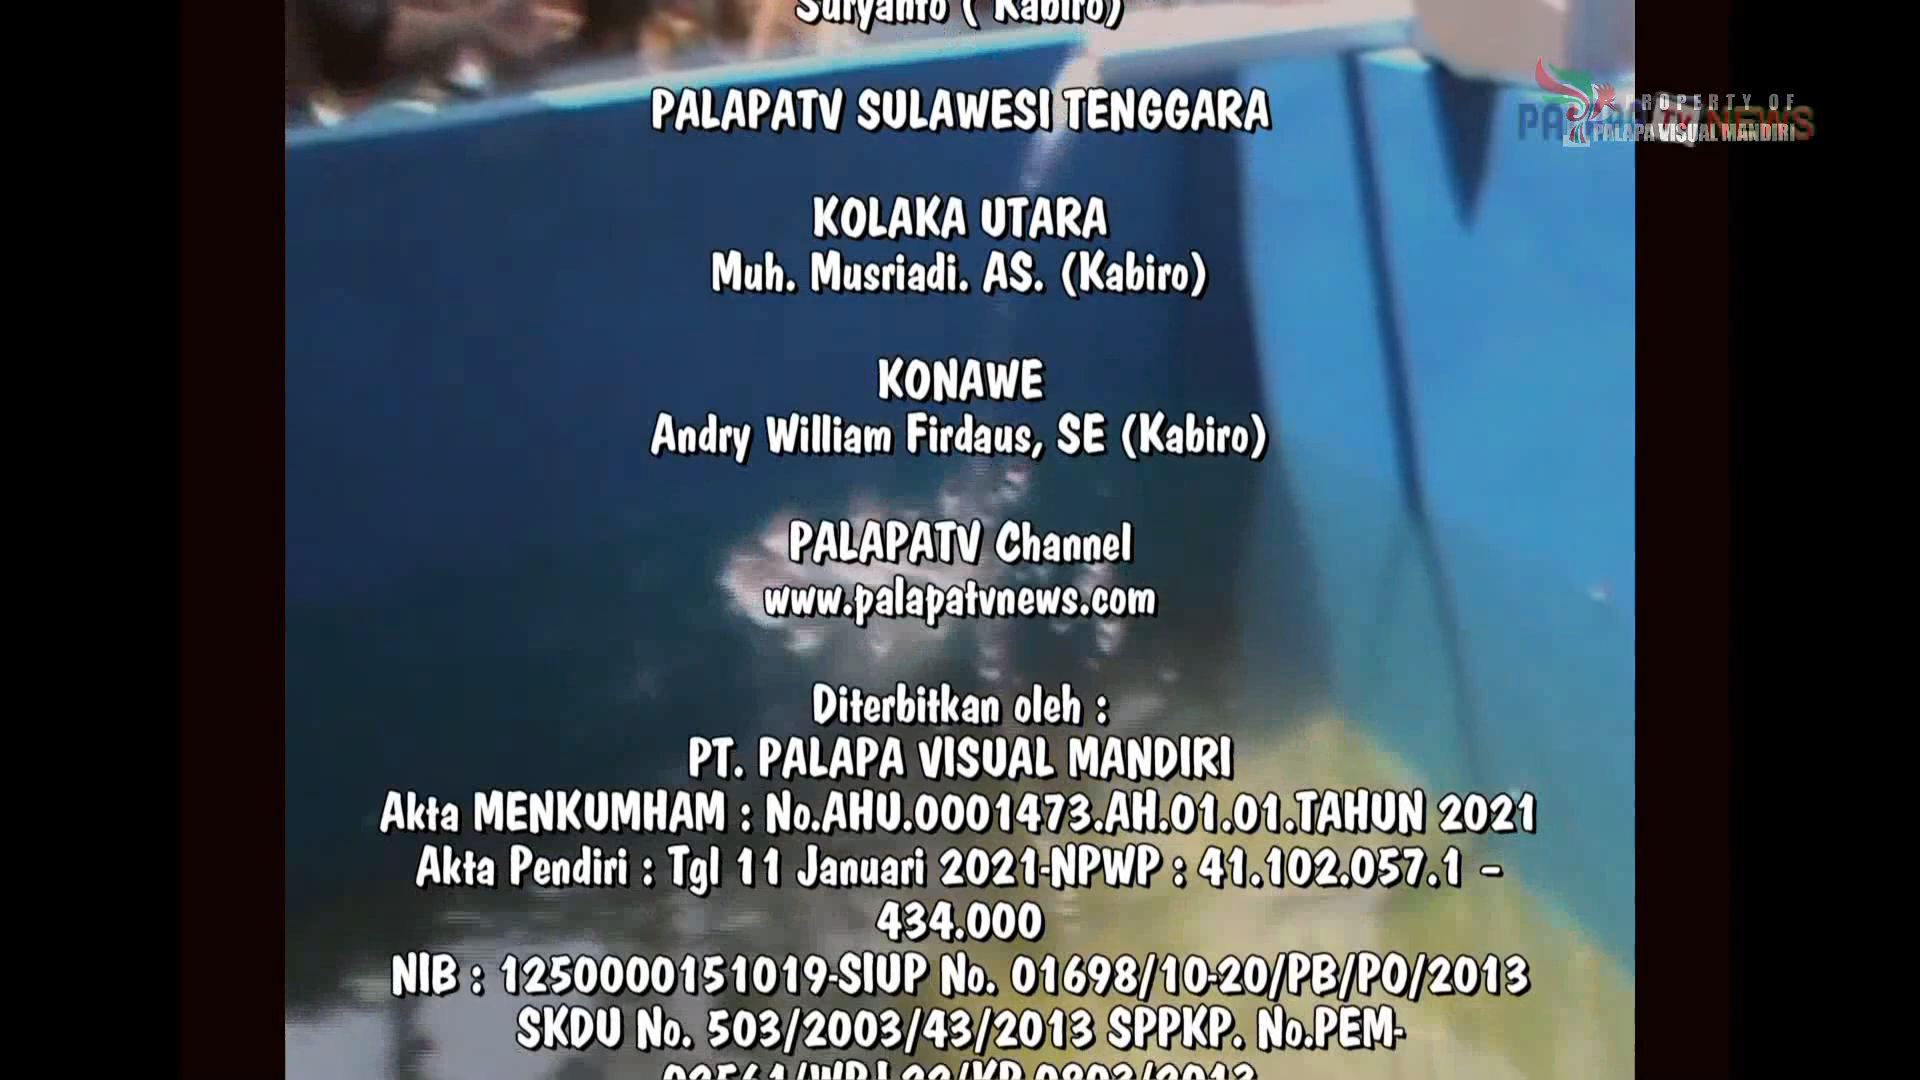 Suryanto ( Kabiro)
PALAPATV SULAWESI TENGGARA
KOLAKA UTARA
Muh. Musriadi. AS. (Kabiro)
KONAWE
Andry William Firdaus, SE (Kabiro)
PALAPATV Channel
www.palapatvnews.com
Diterbitkan oleh :
PT. PALAPA VISUAL MANDIRI
Akta MENKUMHAM : No.AHU.0001473.AH.01.01.TAHUN 2021
Akta Pendiri : Tgl 11 Januari 2021-NPWP : 41.102.057.1 –
434.000
NIB : 1250000151019-SIUP No. 01698/10-20/PB/PO/2013
SKDU No. 503/2003/43/2013 SPPKP. No.PEM-
PROPERTY OF
PALAPA VISUAL MANDIRI
NEWS